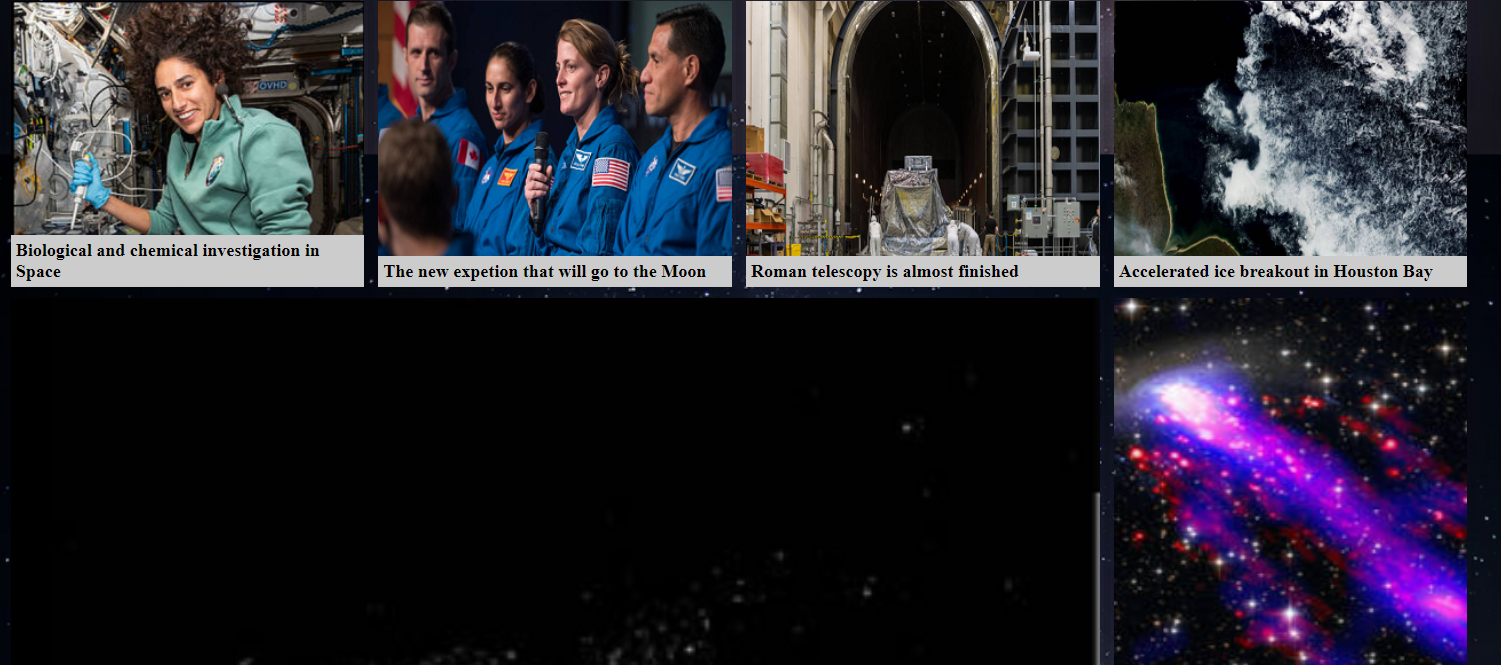 OVHD
Biological and chemical investigation in
Space
The new expetion that will go to the Moon
Roman telescopy is almost finished
Accelerated ice breakout in Houston Bay